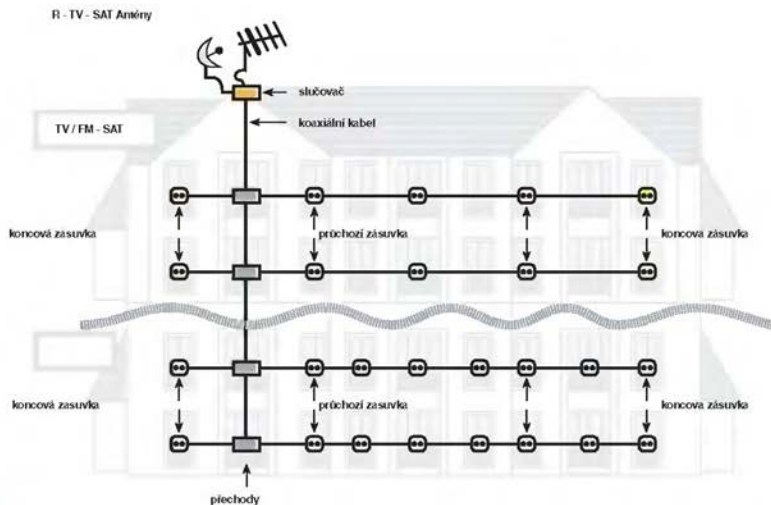 R - TV - SAT Antény
slučovač
koaxiální kabel
TV / FM - SAT
koncová zasuvka
průchozí zásuvka
koncová zásuvka
koncová zasuvka
průchozí zasuvka
koncova zásuvka
přechody